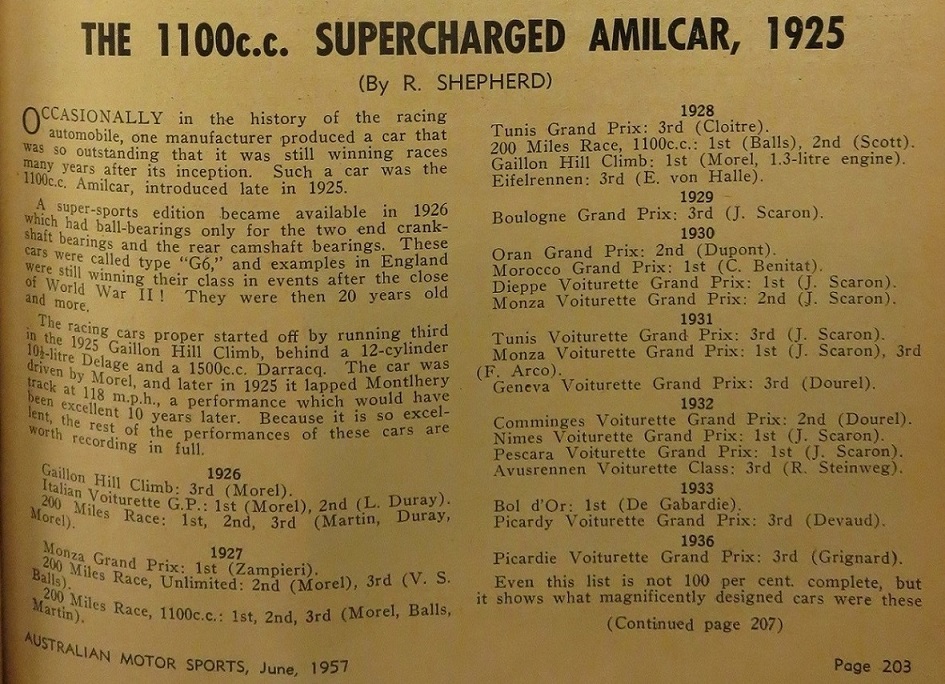 THE 1100c.c. SUPERCHARGED AMILCAR, 1925
(By R. SHEPHERD)
OCCASIONALLY in the history of the racing
automobile, one manufacturer produced a car that
was so outstanding that it was still winning races
many years after its inception. Such a car was the
1100c.c. Amilcar, introduced late in 1925.
A super-sports edition became available in 1926
which had ball-bearings only for the two end crank-
shaft bearings and the rear camshaft bearings. These
cars were called type "G6," and examples in England
were still winning their class in events after the close
of World War II! They were then 20 years old
and more.
The racing cars proper started off by running third
in the 1925 Gaillon Hill Climb, behind a 12-cylinder
10½-litre Delage and a 1500c.c. Darracq. The car was
driven by Morel, and later in 1925 it lapped Montlhery
track at 118 m.p.h., a performance which would have
been excellent 10 years later. Because it is so excel-
lent, the rest of the performances of these cars are
worth recording in full.
1926
Gaillon Hill Climb: 3rd (Morel).
Italian Voiturette G.P.: 1st (Morel), 2nd (L. Duray).
200 Miles Race: 1st, 2nd, 3rd (Martin, Duray,
Morel).
1927
Monza Grand Prix: 1st (Zampieri).
200 Miles Race, Unlimited: 2nd (Morel), 3rd (V. S.
Balls).
200 Miles Race, 1100c.c.: 1st, 2nd, 3rd (Morel, Balls,
Martin).
1928
Tunis Grand Prix: 3rd (Cloitre).
200 Miles Race, 1100c.c.: 1st (Balls), 2nd (Scott).
Gaillon Hill Climb: 1st (Morel, 1.3-litre engine).
Eifelrennen: 3rd (E. von Halle).
1929
Boulogne Grand Prix: 3rd (J. Scaron).
1930
Oran Grand Prix: 2nd (Dupont).
Morocco Grand Prix: 1st (C. Benitat).
Dieppe Voiturette Grand Prix: 1st (J. Scaron).
Monza Voiturette Grand Prix: 2nd (J. Scaron).
1931
Tunis Voiturette Grand Prix: 3rd (J. Scaron).
Monza Voiturette Grand Prix: 1st (J. Scaron), 3rd
(F. Arco).
Geneva Voiturette Grand Prix: 3rd (Dourel).
1932
Comminges Voiturette Grand Prix: 2nd (Dourel).
Nimes Voiturette Grand Prix: 1st (J. Scaron).
Pescara Voiturette Grand Prix: 1st (J. Scaron).
Avusrennen Voiturette Class: 3rd (R. Steinweg).
1933
Bol d'Or: 1st (De Gabardie).
Picardy Voiturette Grand Prix: 3rd (Devaud).
1936
Picardie Voiturette Grand Prix: 3rd (Grignard).
Even this list is not 100 per cent. complete, but
it shows what magnificently designed cars were these
(Continued page 207)
AUSTRALIAN MOTOR SPORTS, June, 1957
Page 203